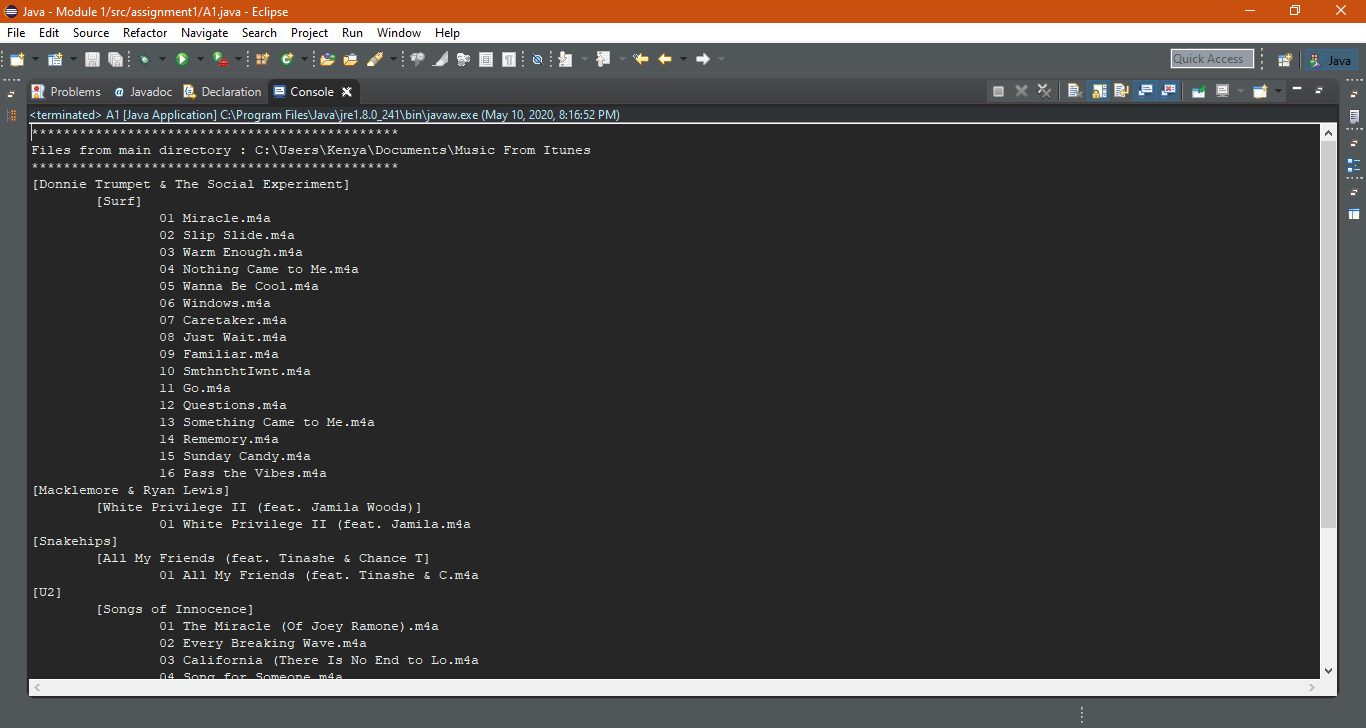 Java - Module 1/src/assignment1/A1.java - Eclipse
File Edit Source Refactor Navigate Search Project Run Window Help
Quick Access Java
Problems @ Javadoc Declaration Console
<terminated> A1 [Java Application] C:\Program Files\Java\jre1.8.0_241\bin\javaw.exe (May 10, 2020, 8:16:52 PM)
**********************************************
Files from main directory : C:\Users\Kenya\Documents\Music From Itunes
**********************************************
[Donnie Trumpet & The Social Experiment]
[Surf]
01 Miracle.m4a
02 Slip Slide.m4a
03 Warm Enough.m4a
04 Nothing Came to Me.m4a
05 Wanna Be Cool.m4a
06 Windows.m4a
07 Caretaker.m4a
08 Just Wait.m4a
09 Familiar.m4a
10 SmthnthtIwnt.m4a
11 Go.m4a
12 Questions.m4a
13 Something Came to Me.m4a
14 Rememory.m4a
15 Sunday Candy.m4a
16 Pass the Vibes.m4a
[Macklemore & Ryan Lewis]
[White Privilege II (feat. Jamila Woods)]
01 White Privilege II (feat. Jamila.m4a
[Snakehips]
[All My Friends (feat. Tinashe & Chance T]
01 All My Friends (feat. Tinashe & C.m4a
[U2]
[Songs of Innocence]
01 The Miracle (Of Joey Ramone).m4a
02 Every Breaking Wave.m4a
03 California (There Is No End to Lo.m4a
04 Song for Someone.m4a